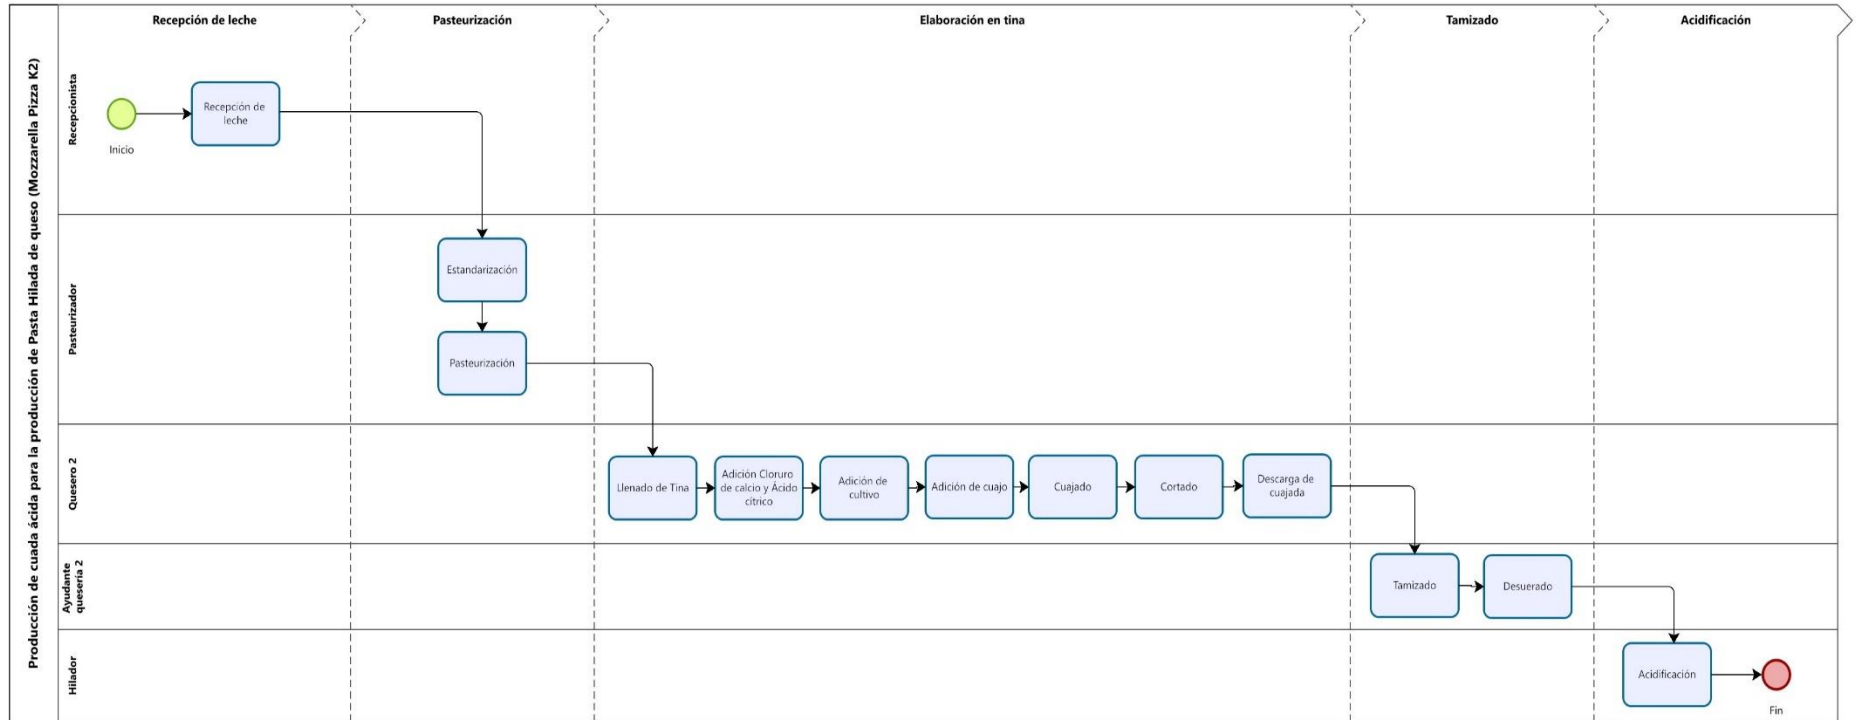 Recepción de leche
Pasteurización
Elaboración en tina
Tamizado
Acidificación
Producción de cuada ácida para la producción de Pasta Hilada de queso (Mozzarella Pizza K2)
Recepcionista
Inicio
Recepción de
leche
Pasteurizador
Estandarización
Pasteurización
Quesero 2
Llenado de Tina
Adición Cloruro
de calcio y Ácido
cítrico
Adición de
cultivo
Adición de cuajo
Cuajado
Cortado
Descarga de
cuajada
Ayudante
quesería 2
Tamizado
Desuerado
Hilador
Acidificación
Fin